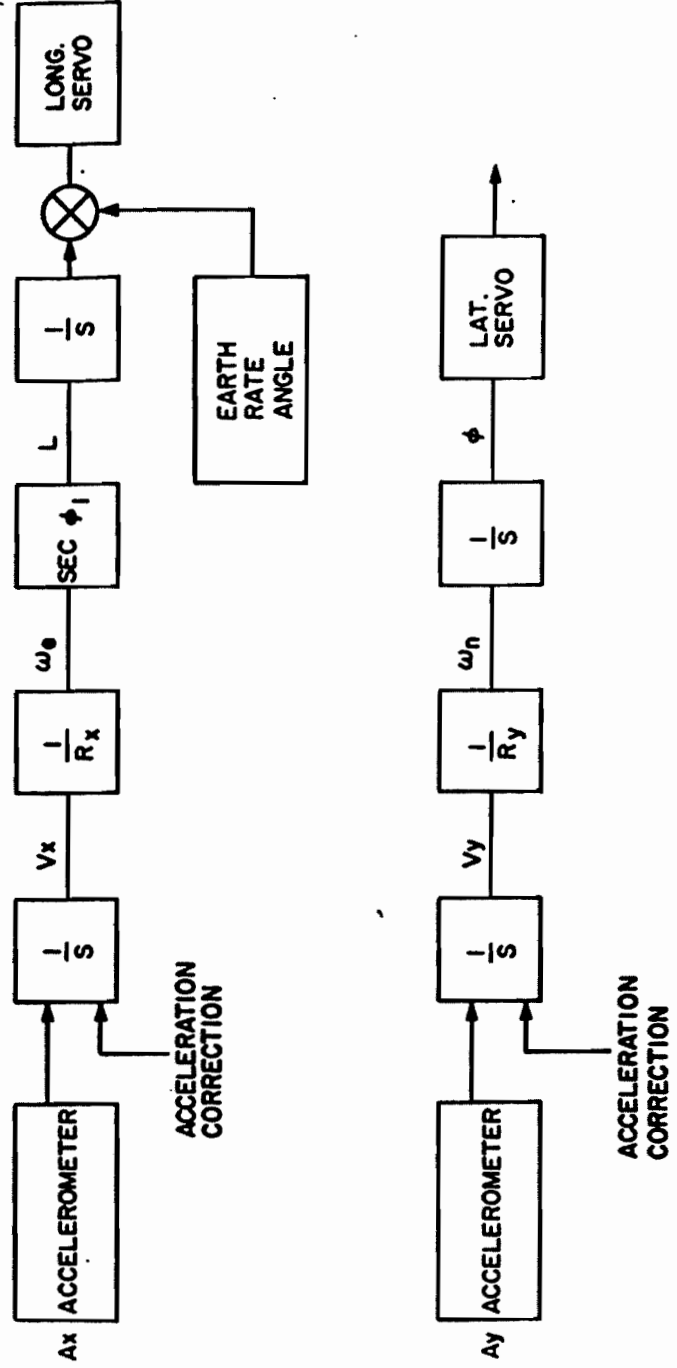 Ax
ACCELEROMETER
ACCELERATION
CORRECTION
1
S
Vx
1
Rx
ωe
SEC ϕ1
L
1
S
EARTH
RATE
ANGLE
LONG.
SERVO
Ay
ACCELEROMETER
ACCELERATION
CORRECTION
1
S
Vy
1
Ry
ωn
1
S
ϕ
LAT.
SERVO